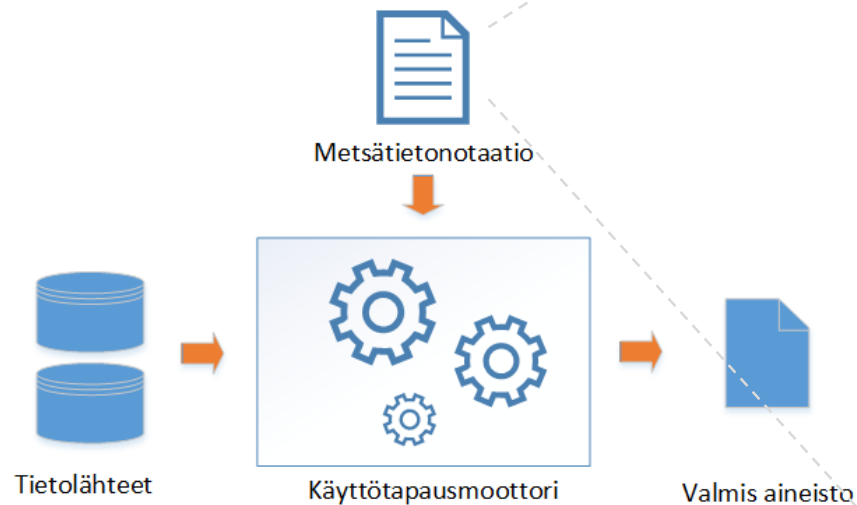 Metsätietonotaatio
Tietolähteet
Käyttötapausmoottori
Valmis aineisto